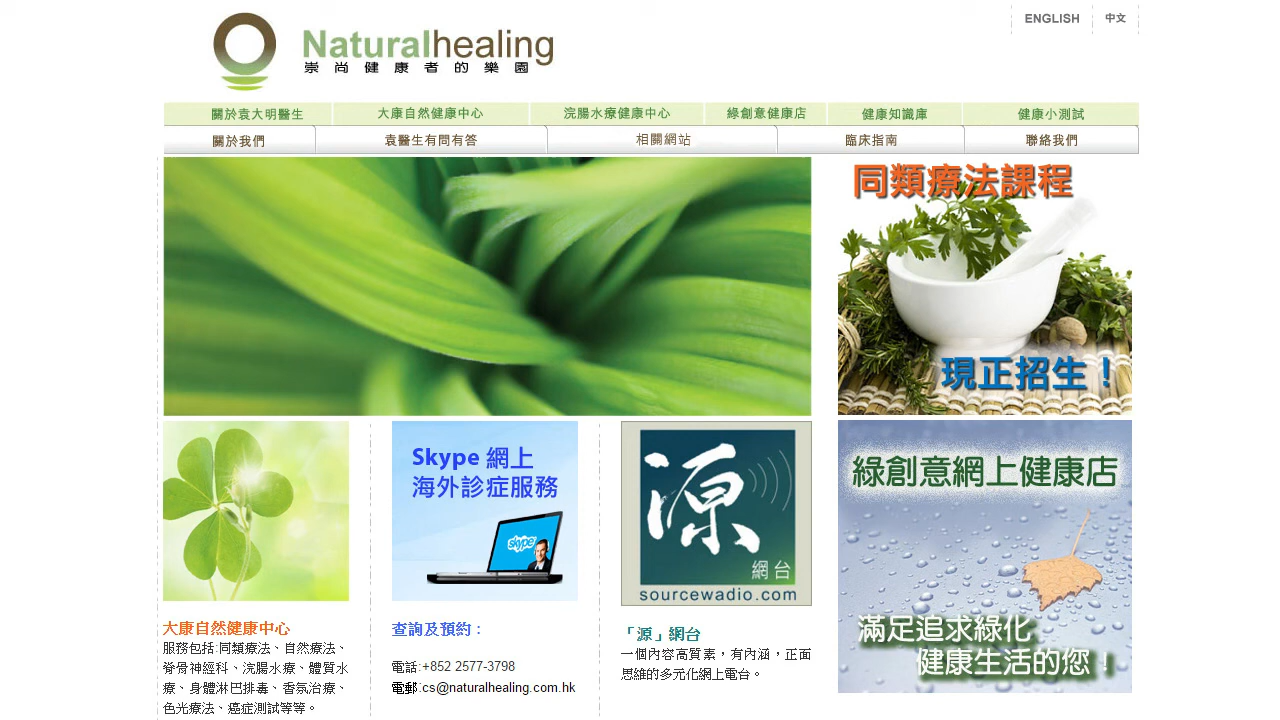 ENGLISH
中文
Naturalhealing
崇尚健康者的樂園
關於袁大明醫生
大康自然健康中心
浣腸水療健康中心
綠創意健康店
健康知識庫
健康小測試
關於我們
袁醫生有問有答
相關網站
臨床指南
聯絡我們
同類療法課程
現正招生！
Skype 網上
海外診症服務
skype
源
網台
sourcewadio.com
綠創意網上健康店
滿足追求綠化
健康生活的您！
大康自然健康中心
服務包括:同類療法、自然療法、
脊骨神經科、浣腸水療、體質水
療、身體淋巴排毒、香氛治療、
色光療法、癌症測試等等。
查詢及預約：
電話:+852 2577-3798
電郵:cs@naturalhealing.com.hk
「源」網台
一個內容高質素，有內涵，正面
思維的多元化網上電台。